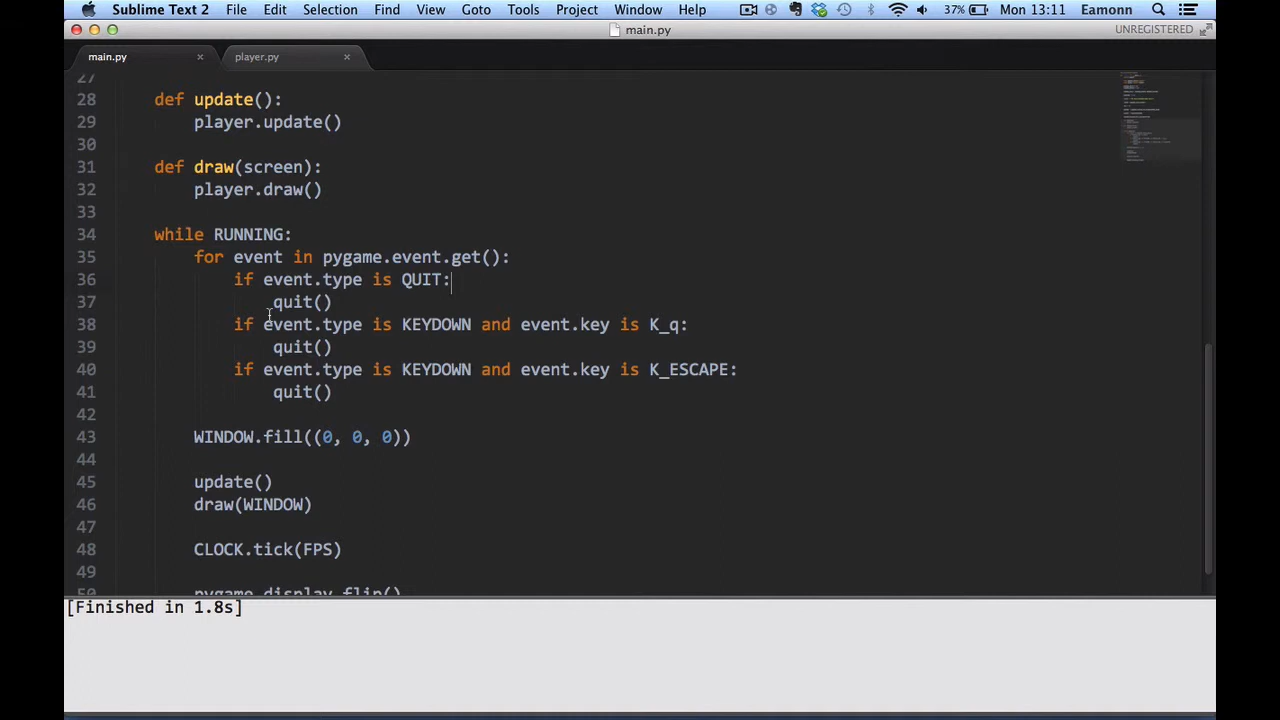 Sublime Text 2 File Edit Selection Find View Goto Tools Project Window Help 37% Mon 13:11 Eamonn
main.py UNREGISTERED
main.py × player.py ×
27
28 def update():
29 player.update()
30
31 def draw(screen):
32 player.draw()
33
34 while RUNNING:
35 for event in pygame.event.get():
36 if event.type is QUIT:
37 quit()
38 if event.type is KEYDOWN and event.key is K_q:
39 quit()
40 if event.type is KEYDOWN and event.key is K_ESCAPE:
41 quit()
42
43 WINDOW.fill((0, 0, 0))
44
45 update()
46 draw(WINDOW)
47
48 CLOCK.tick(FPS)
49
50 pygame.display.flip()
[Finished in 1.8s]